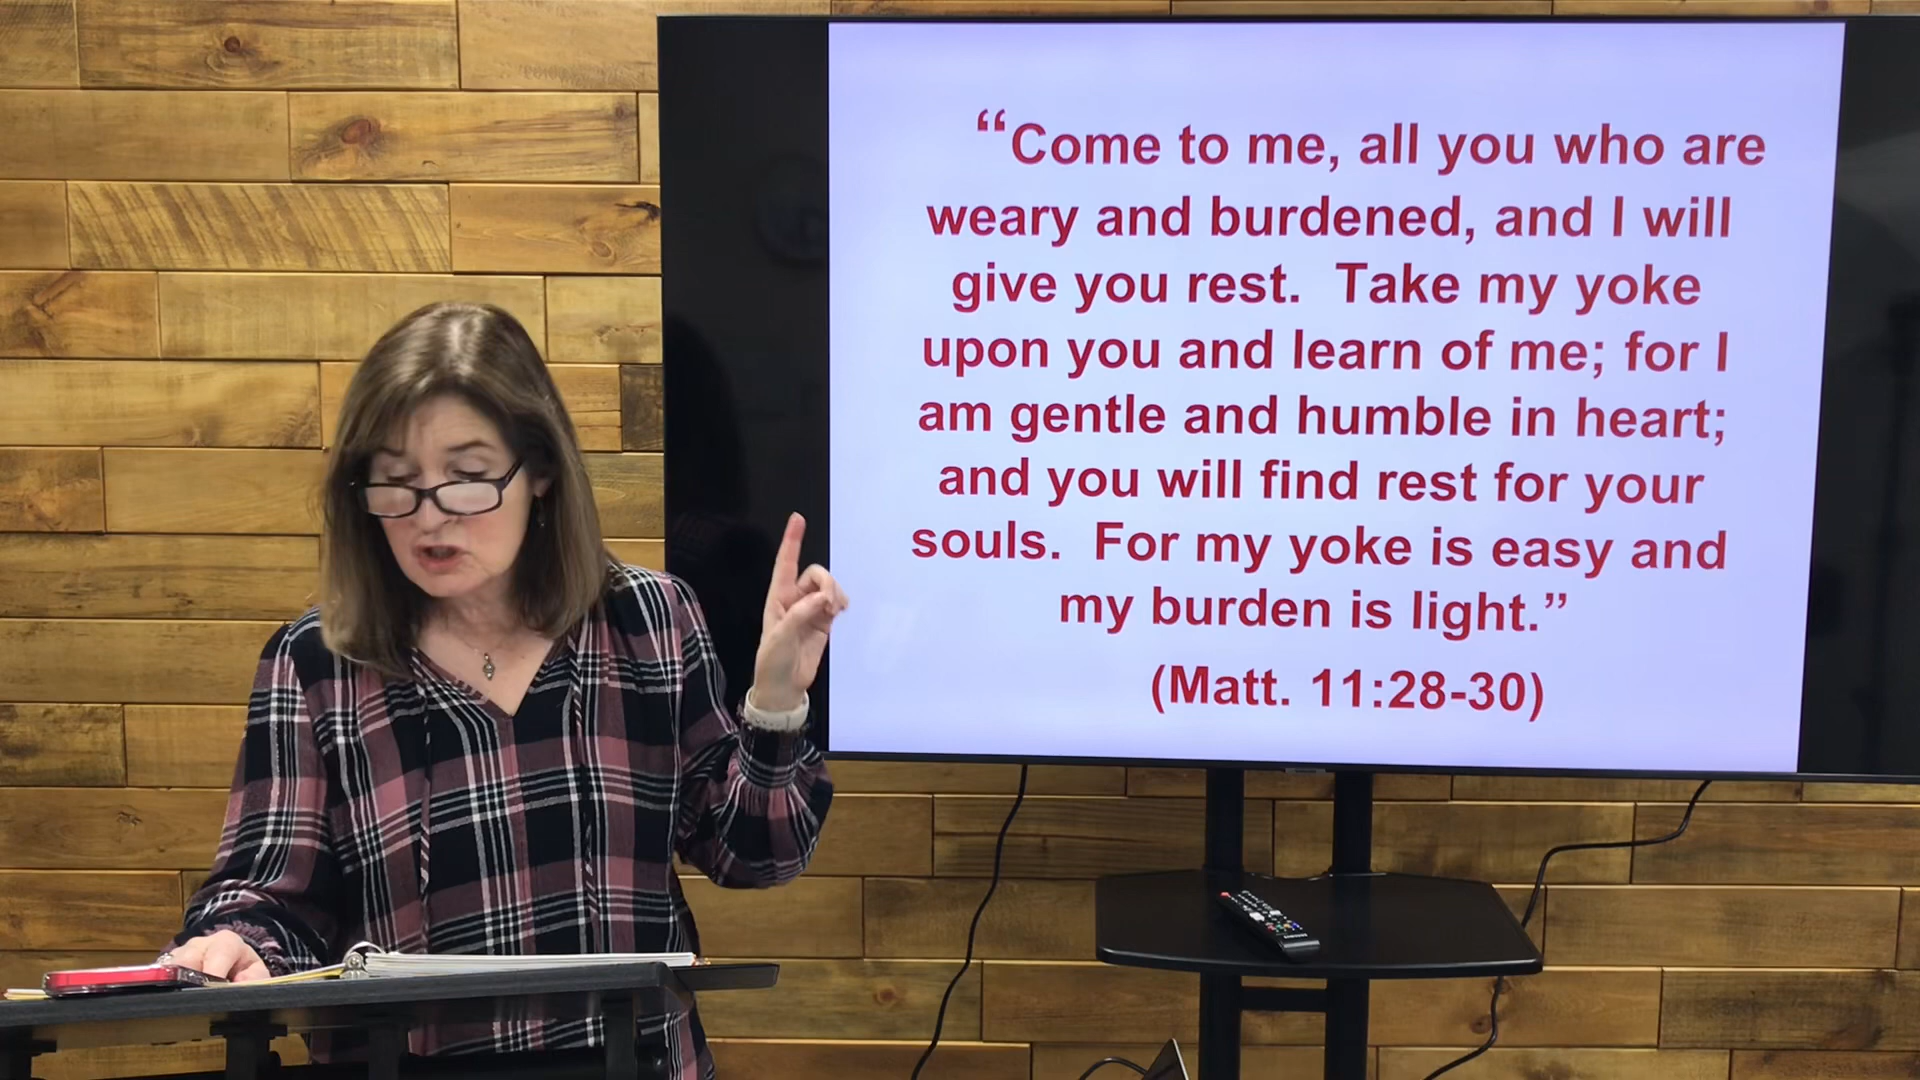 “Come to me, all you who are
weary and burdened, and I will
give you rest. Take my yoke
upon you and learn of me; for I
am gentle and humble in heart;
and you will find rest for your
souls. For my yoke is easy and
my burden is light.”
(Matt. 11:28-30)